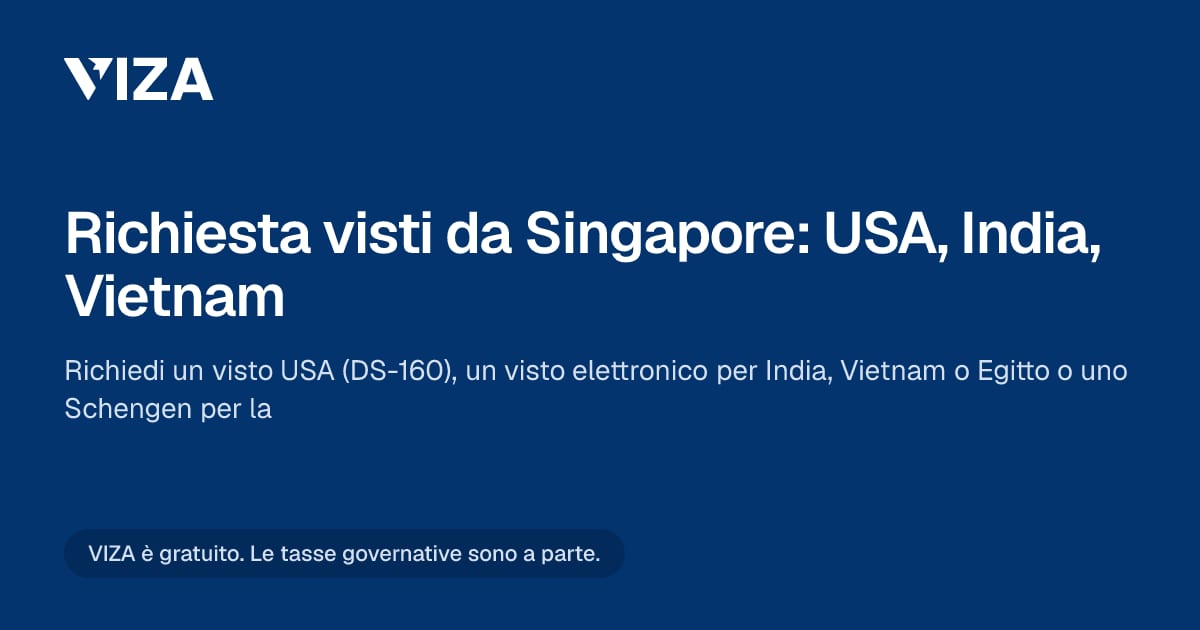 VIZA
Richiesta visti da Singapore: USA, India,
Vietnam
Richiedi un visto USA (DS-160), un visto elettronico per India, Vietnam o Egitto o uno
Schengen per la
VIZA è gratuito. Le tasse governative sono a parte.